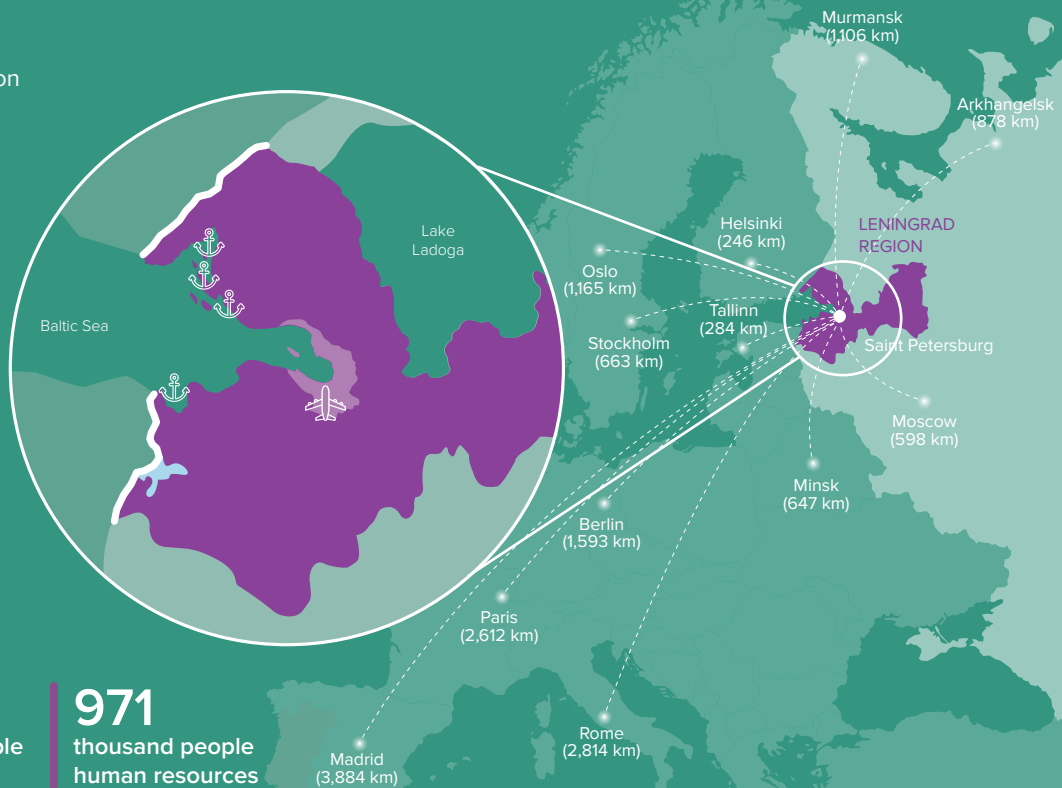 on
Murmansk
(1,106 km)
Arkhangelsk
(878 km)
LENINGRAD
REGION
Helsinki
(246 km)
Oslo
(1,165 km)
Tallinn
(284 km)
Stockholm
(663 km)
Saint Petersburg
Moscow
(598 km)
Minsk
(647 km)
Berlin
(1,593 km)
Paris
(2,612 km)
Rome
(2,814 km)
Madrid
(3,884 km)
Lake
Ladoga
Baltic Sea
ple
971
thousand people
human resources